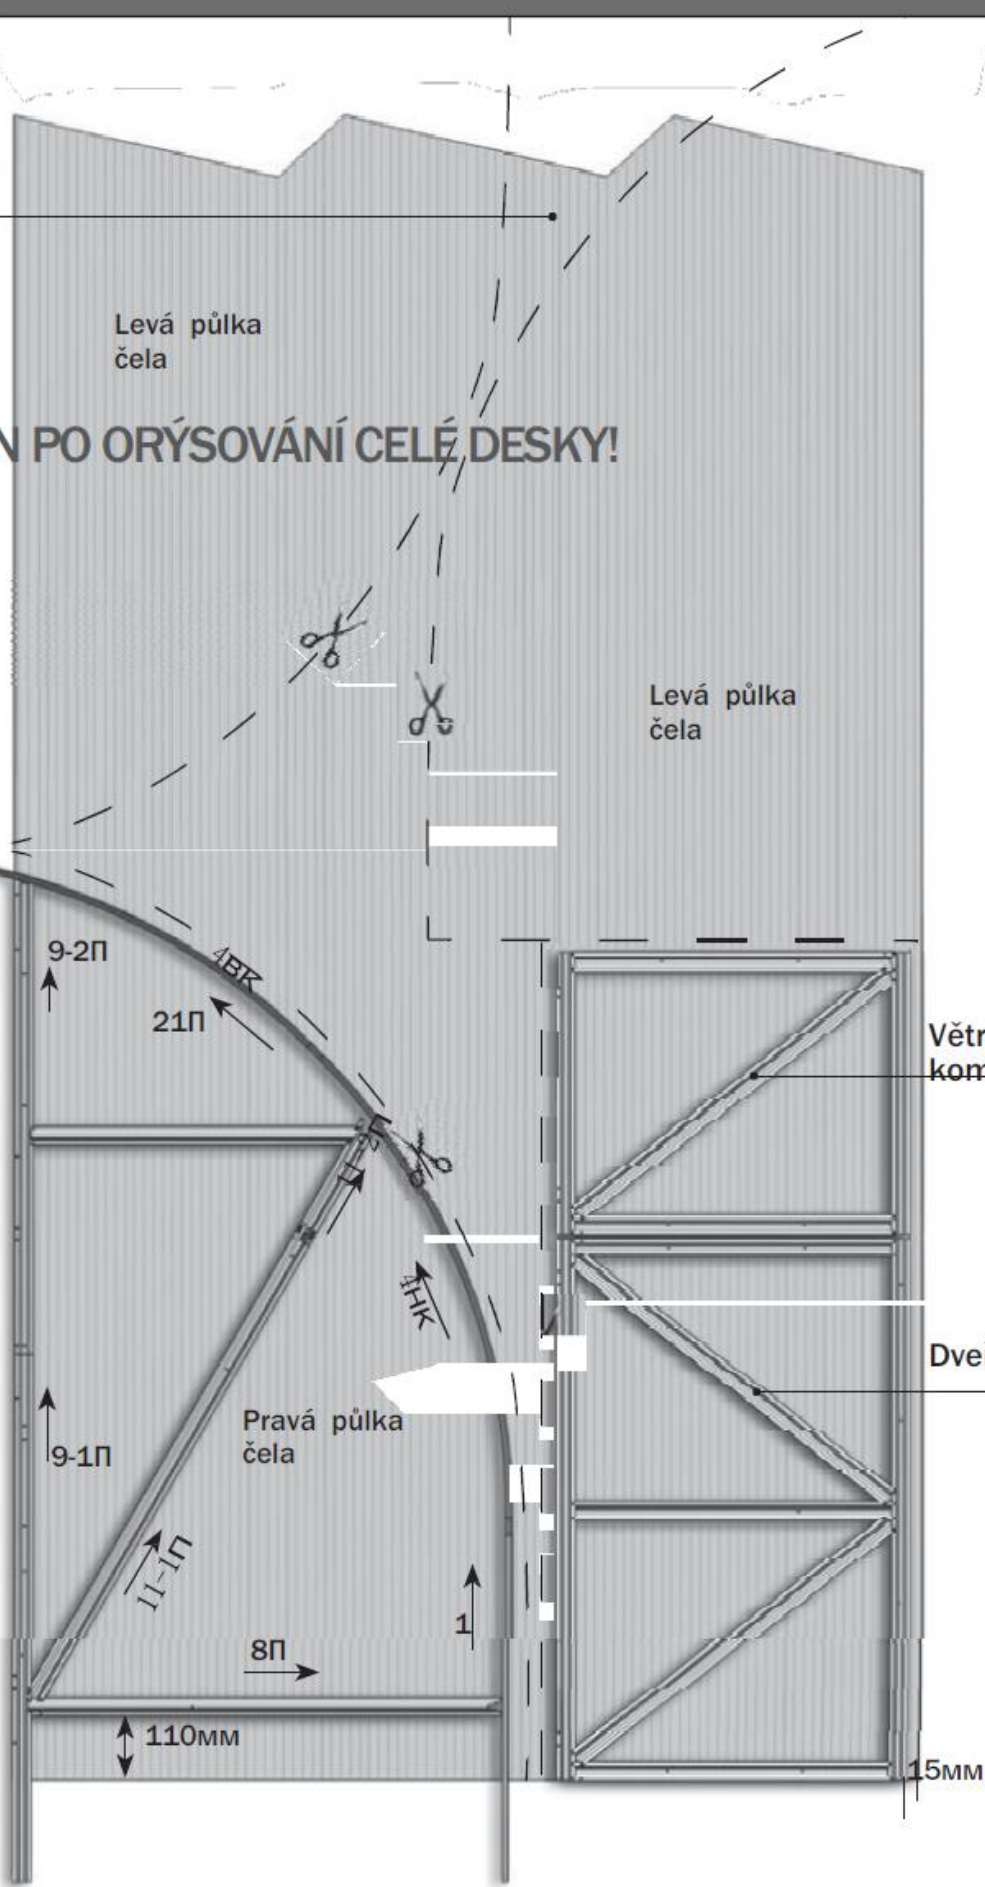 Levá půlka
čela
N PO ORÝSOVÁNÍ CELÉ DESKY!
Levá půlka
čela
9-2П
4ВК
21П
Větr
kom
4НК
Dveř
Pravá půlka
čela
9-1П
11-1П
1
8П
110мм
15мм